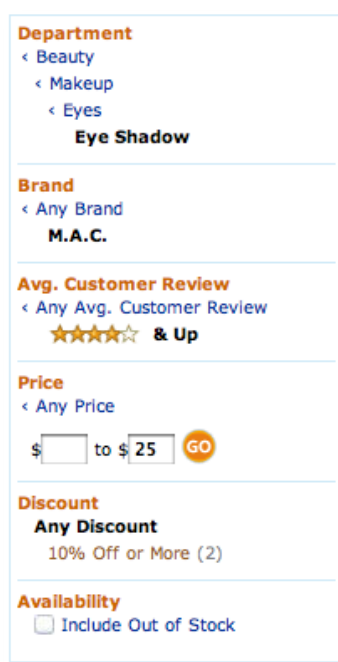 Department
‹ Beauty
‹ Makeup
‹ Eyes
Eye Shadow
Brand
‹ Any Brand
M.A.C.
Avg. Customer Review
‹ Any Avg. Customer Review
& Up
Price
‹ Any Price
$ to $ 25 GO
Discount
Any Discount
10% Off or More (2)
Availability
Include Out of Stock